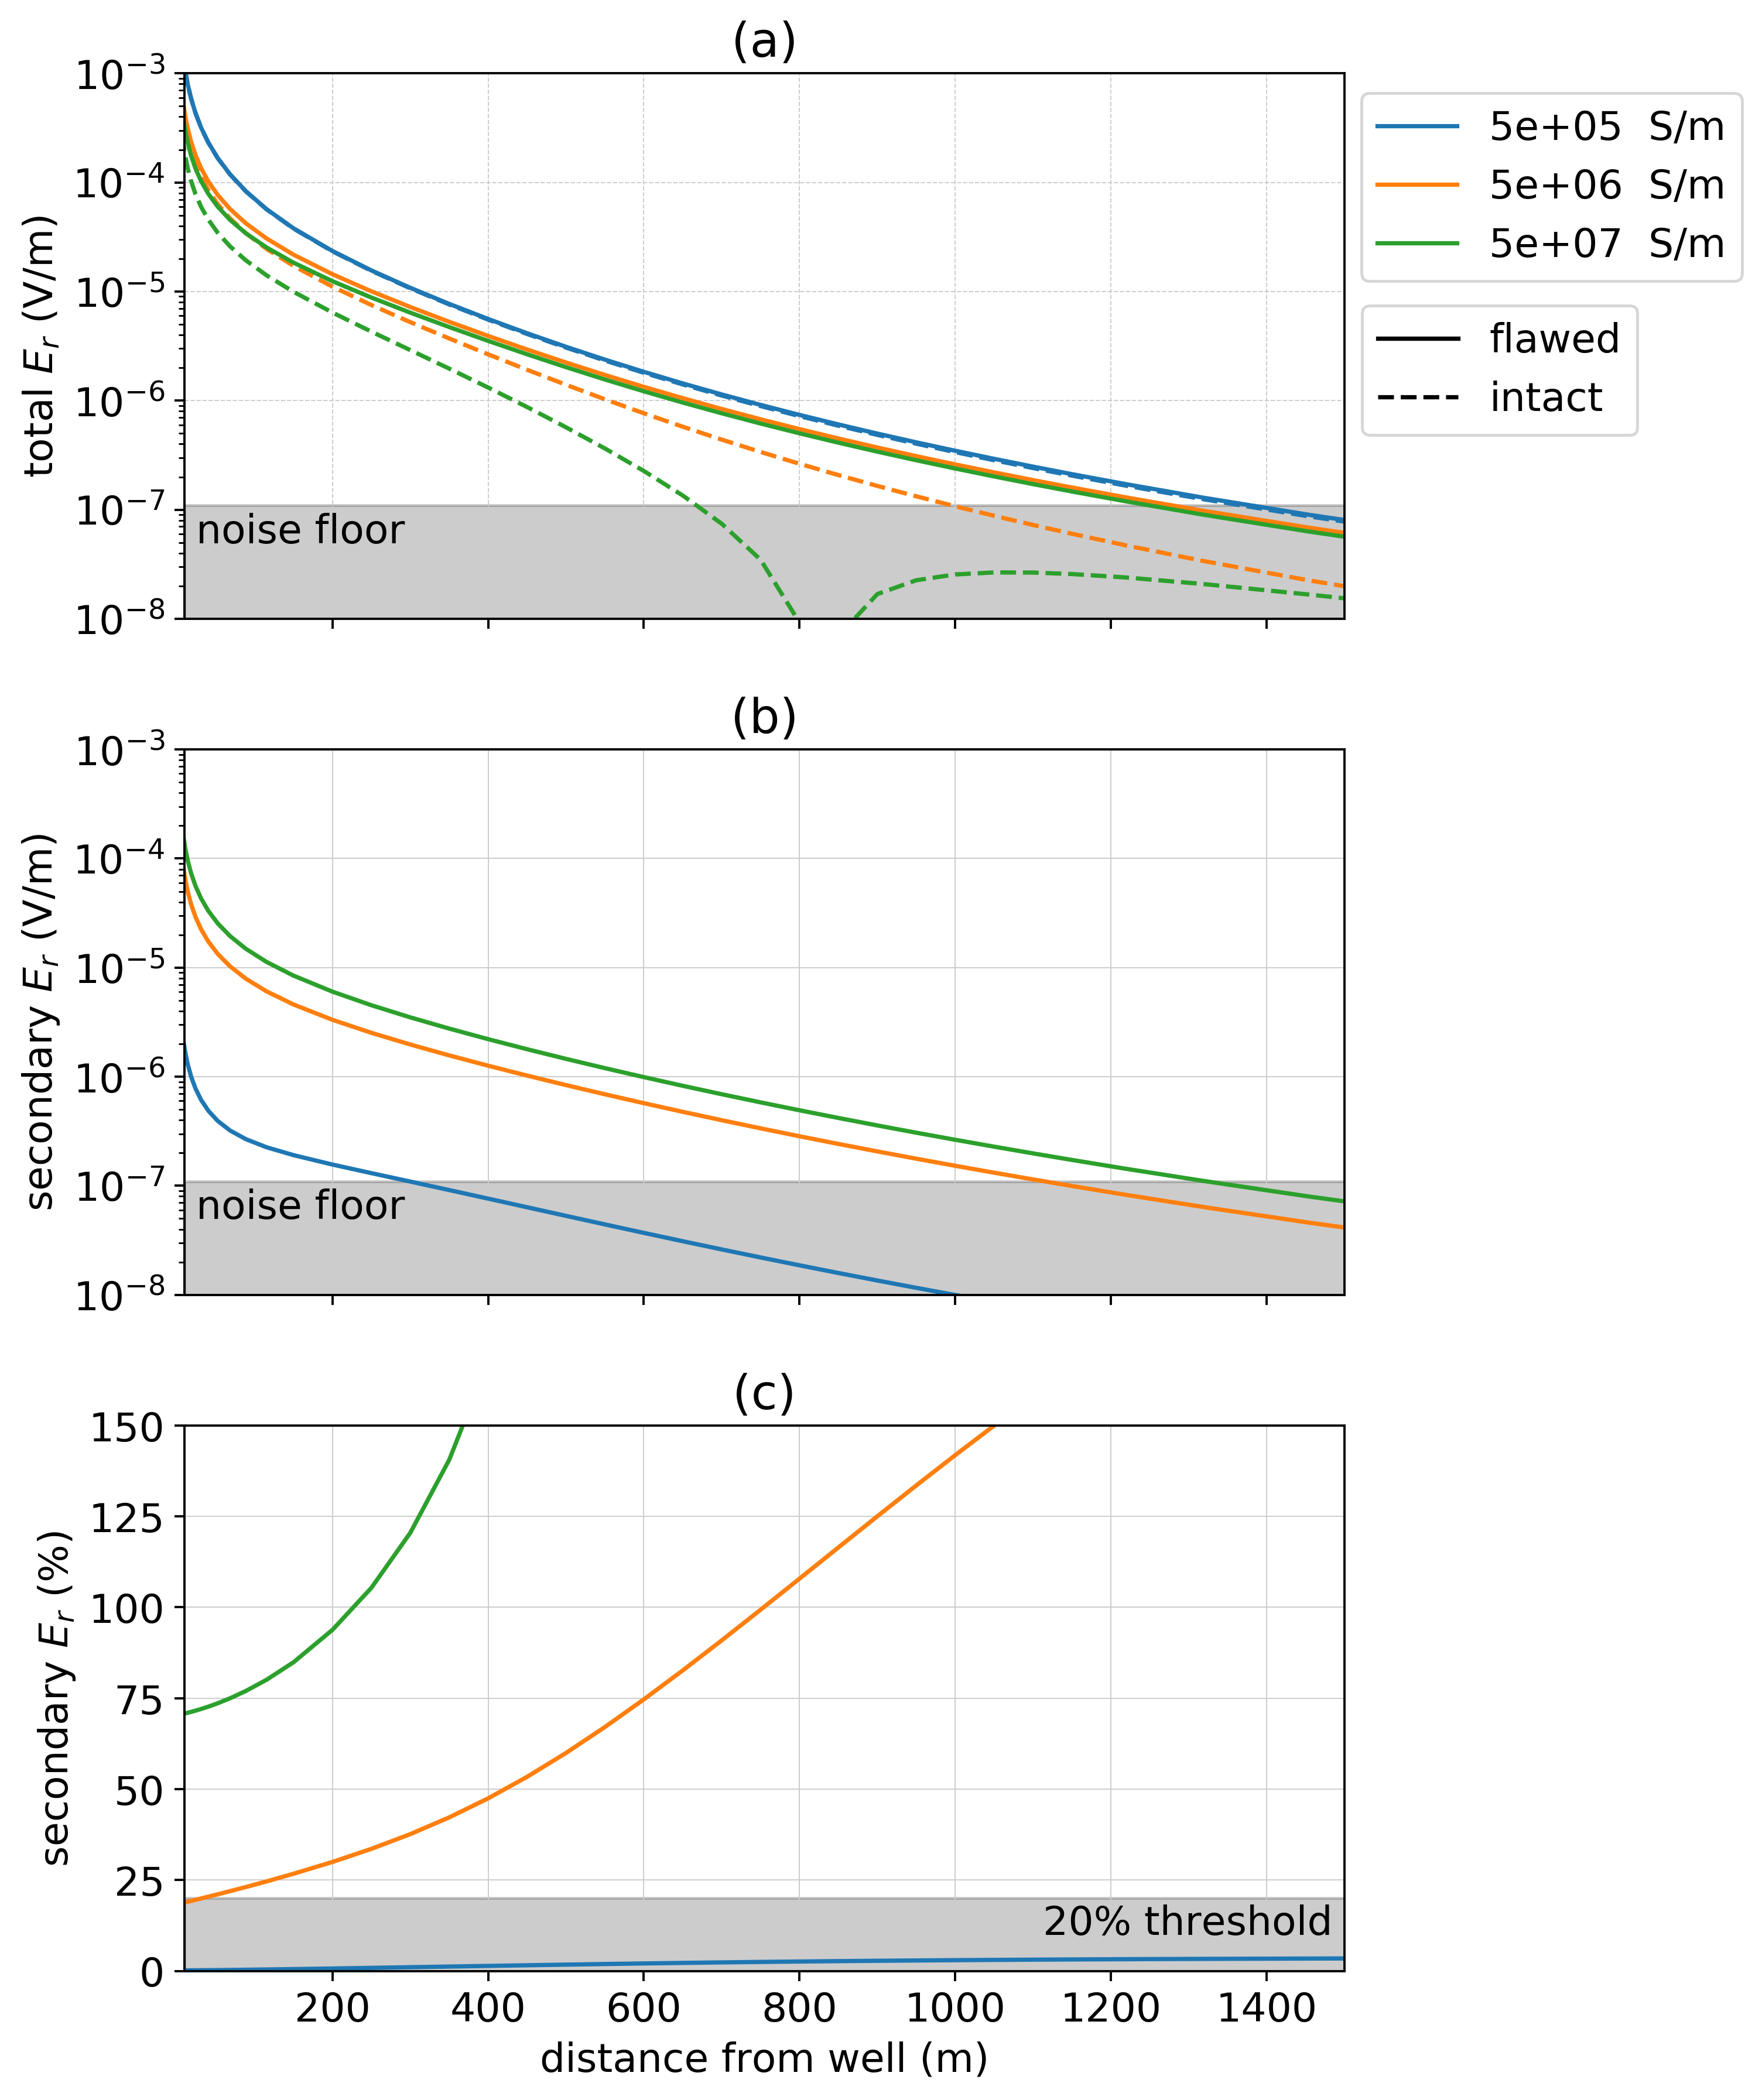 (a)
10⁻³
10⁻⁴
10⁻⁵
10⁻⁶
10⁻⁷
10⁻⁸
total Eᵣ (V/m)
noise floor
5e+05 S/m
5e+06 S/m
5e+07 S/m
flawed
intact
(b)
10⁻³
10⁻⁴
10⁻⁵
10⁻⁶
10⁻⁷
10⁻⁸
secondary Eᵣ (V/m)
noise floor
(c)
150
125
100
75
50
25
0
secondary Eᵣ (%)
20% threshold
200 400 600 800 1000 1200 1400
distance from well (m)